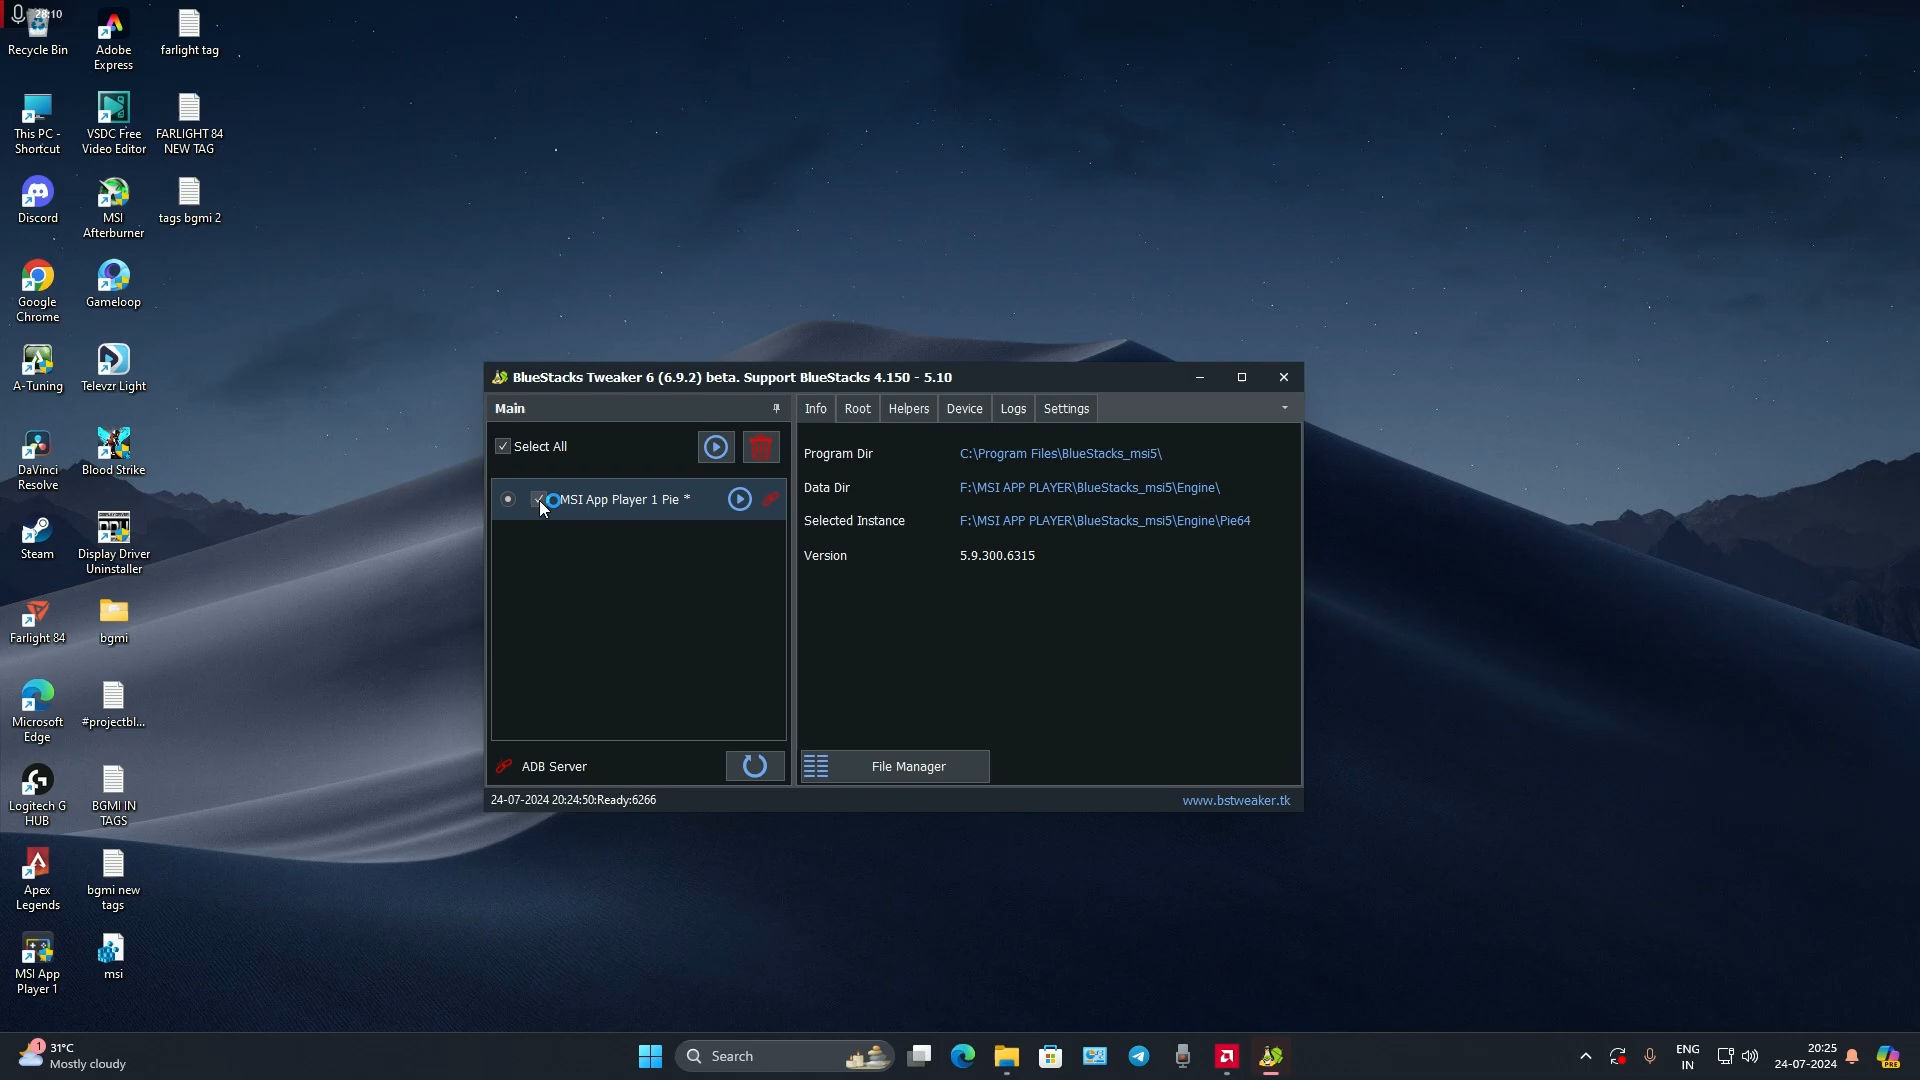 28:10
Recycle Bin
Adobe
Express
farlight tag
This PC -
Shortcut
VSDC Free
Video Editor
FARLIGHT 84
NEW TAG
Discord
MSI
Afterburner
tags bgmi 2
Google
Chrome
Gameloop
A-Tuning
Televzr Light
DaVinci
Resolve
Blood Strike
Steam
Display Driver
Uninstaller
Farlight 84
bgmi
Microsoft
Edge
#projectbl...
Logitech G
HUB
BGMI IN
TAGS
Apex
Legends
bgmi new
tags
MSI App
Player 1
msi
BlueStacks Tweaker 6 (6.9.2) beta. Support BlueStacks 4.150 - 5.10
Main
Info Root Helpers Device Logs Settings
Select All
MSI App Player 1 Pie *
Program Dir C:\Program Files\BlueStacks_msi5\
Data Dir F:\MSI APP PLAYER\BlueStacks_msi5\Engine\
Selected Instance F:\MSI APP PLAYER\BlueStacks_msi5\Engine\Pie64
Version 5.9.300.6315
ADB Server
File Manager
24-07-2024 20:24:50:Ready:6266
www.bstweaker.tk
1
31°C
Mostly cloudy
Search
ENG
IN
20:25
24-07-2024
PRE